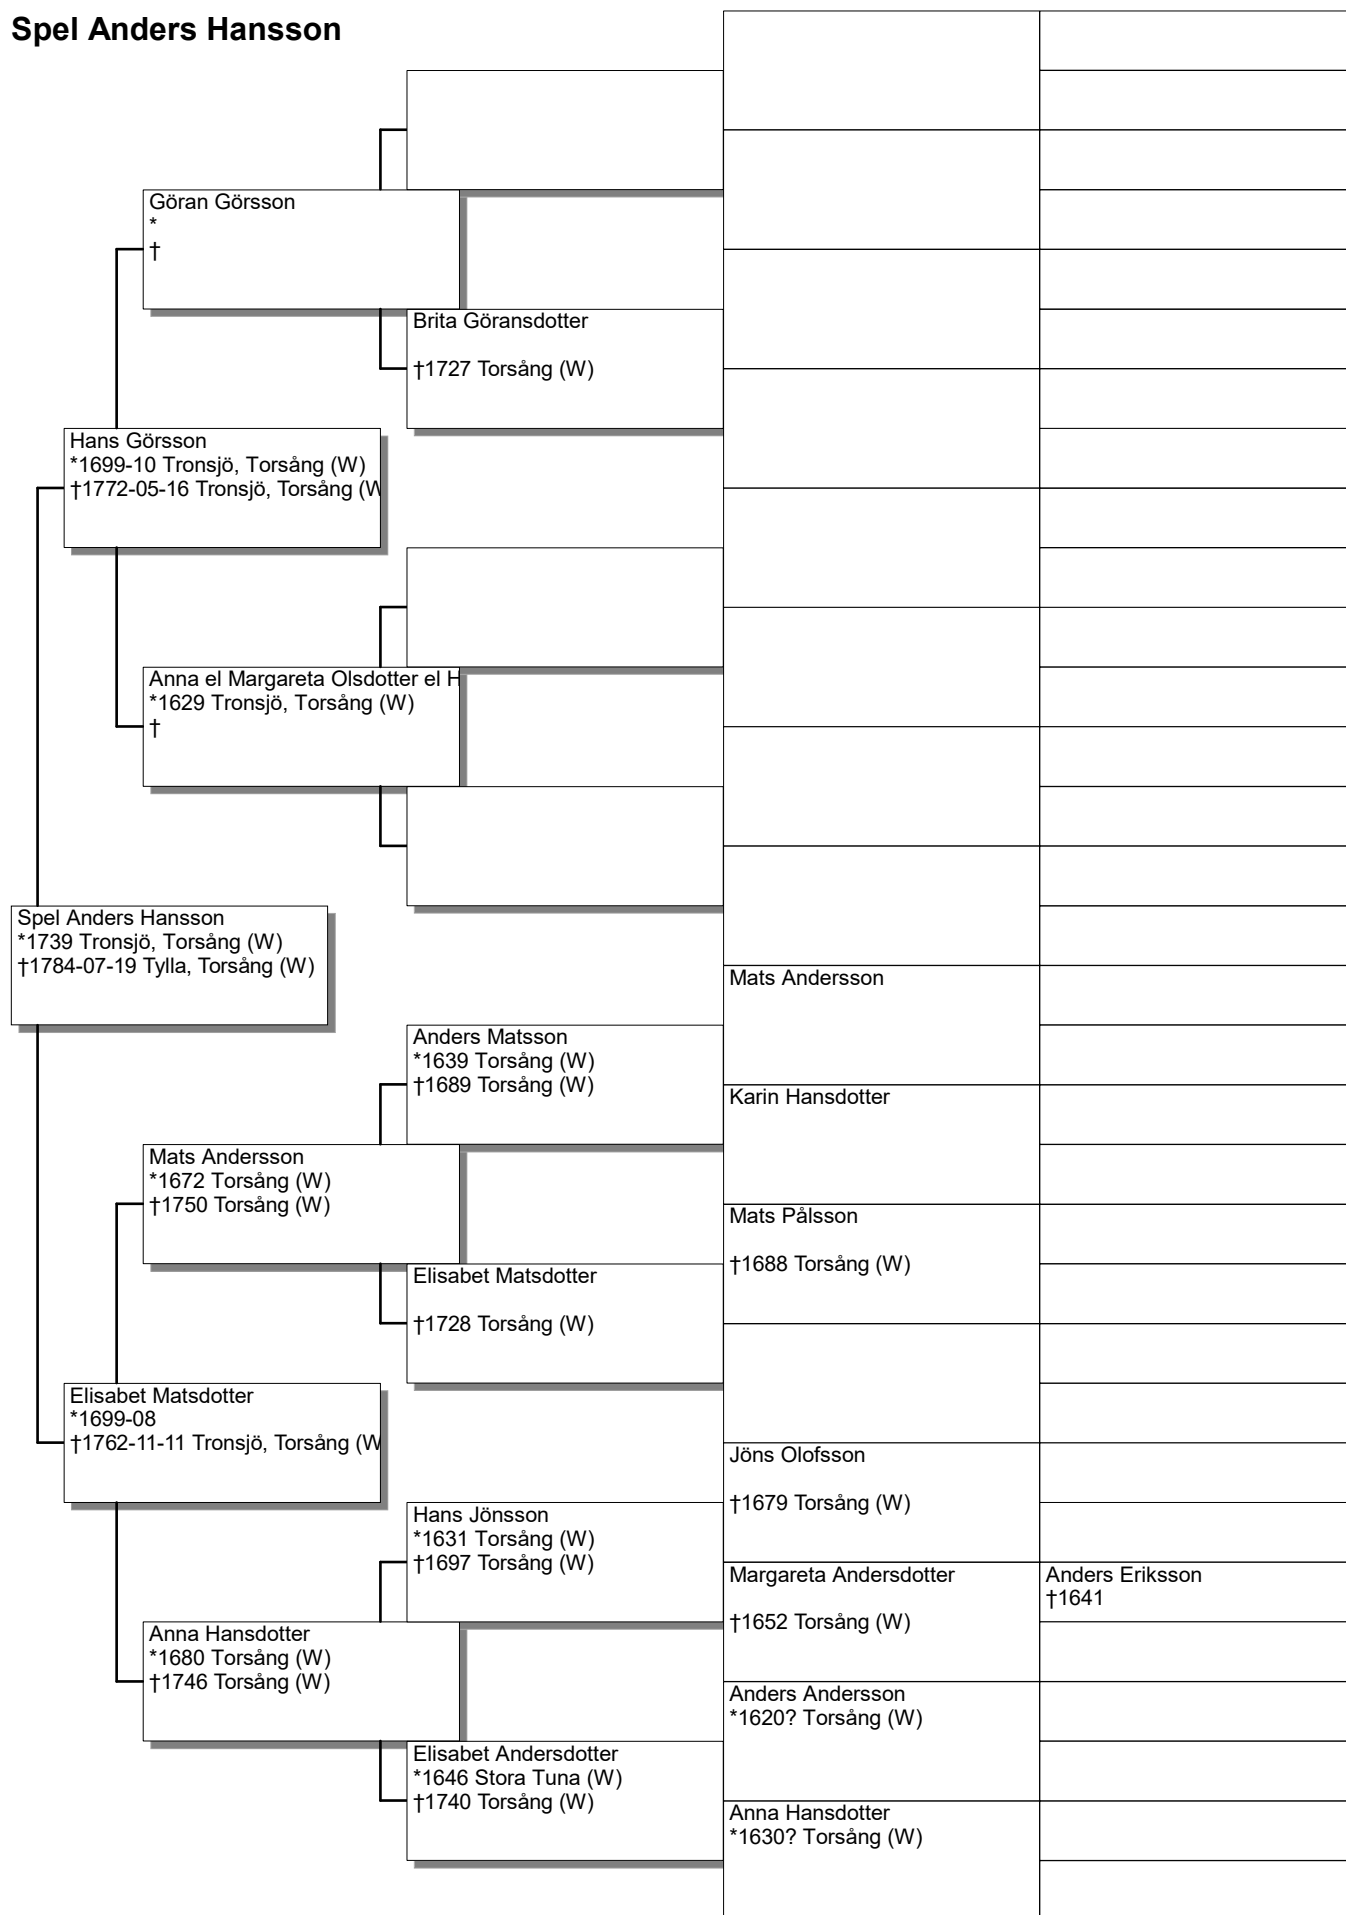 Spel Anders Hansson
Göran Görsson
*
†
Brita Göransdotter
†1727 Torsång (W)
Hans Görsson
*1699-10 Tronsjö, Torsång (W)
†1772-05-16 Tronsjö, Torsång (W
Anna el Margareta Olsdotter el H
*1629 Tronsjö, Torsång (W)
†
Spel Anders Hansson
*1739 Tronsjö, Torsång (W)
†1784-07-19 Tylla, Torsång (W)
Mats Andersson
Anders Matsson
*1639 Torsång (W)
†1689 Torsång (W)
Karin Hansdotter
Mats Andersson
*1672 Torsång (W)
†1750 Torsång (W)
Mats Pålsson
†1688 Torsång (W)
Elisabet Matsdotter
†1728 Torsång (W)
Elisabet Matsdotter
*1699-08
†1762-11-11 Tronsjö, Torsång (W
Jöns Olofsson
†1679 Torsång (W)
Hans Jönsson
*1631 Torsång (W)
†1697 Torsång (W)
Margareta Andersdotter
†1652 Torsång (W)
Anders Eriksson
†1641
Anna Hansdotter
*1680 Torsång (W)
†1746 Torsång (W)
Anders Andersson
*1620? Torsång (W)
Elisabet Andersdotter
*1646 Stora Tuna (W)
†1740 Torsång (W)
Anna Hansdotter
*1630? Torsång (W)